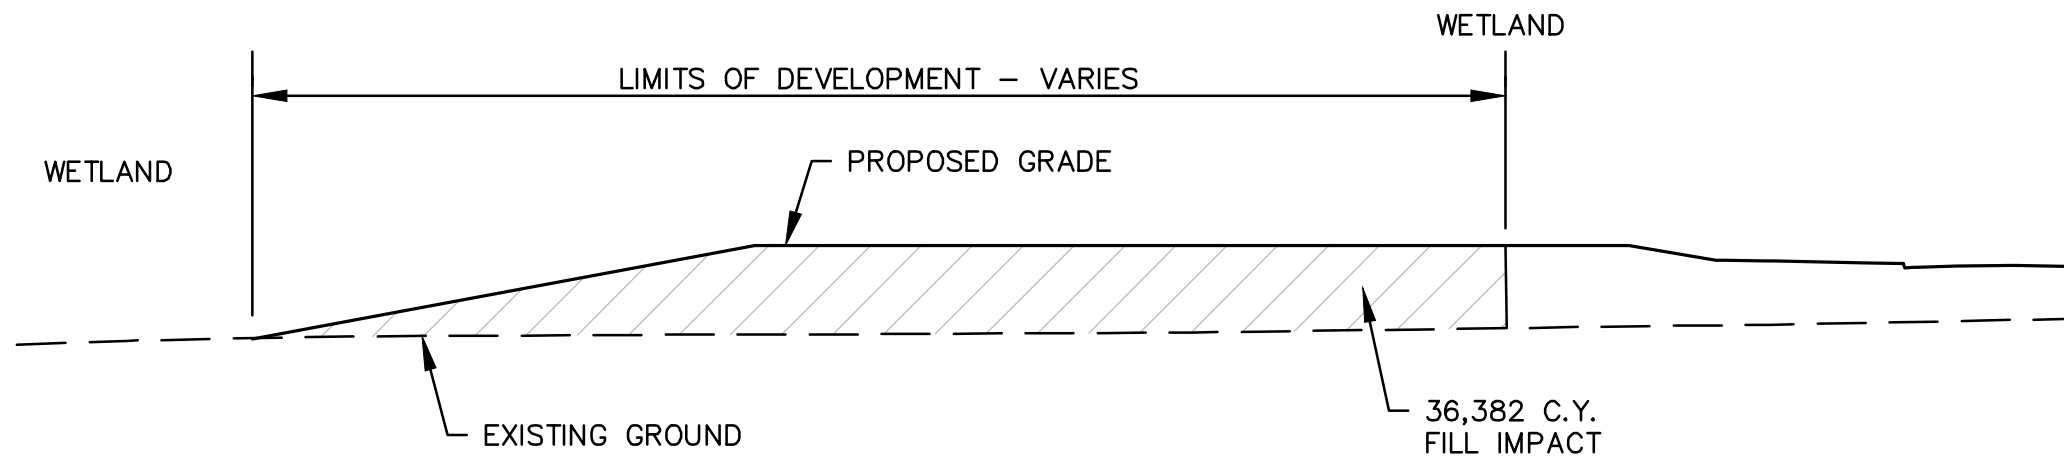 WETLAND
LIMITS OF DEVELOPMENT - VARIES
PROPOSED GRADE
WETLAND
36,382 C.Y.
FILL IMPACT
EXISTING GROUND